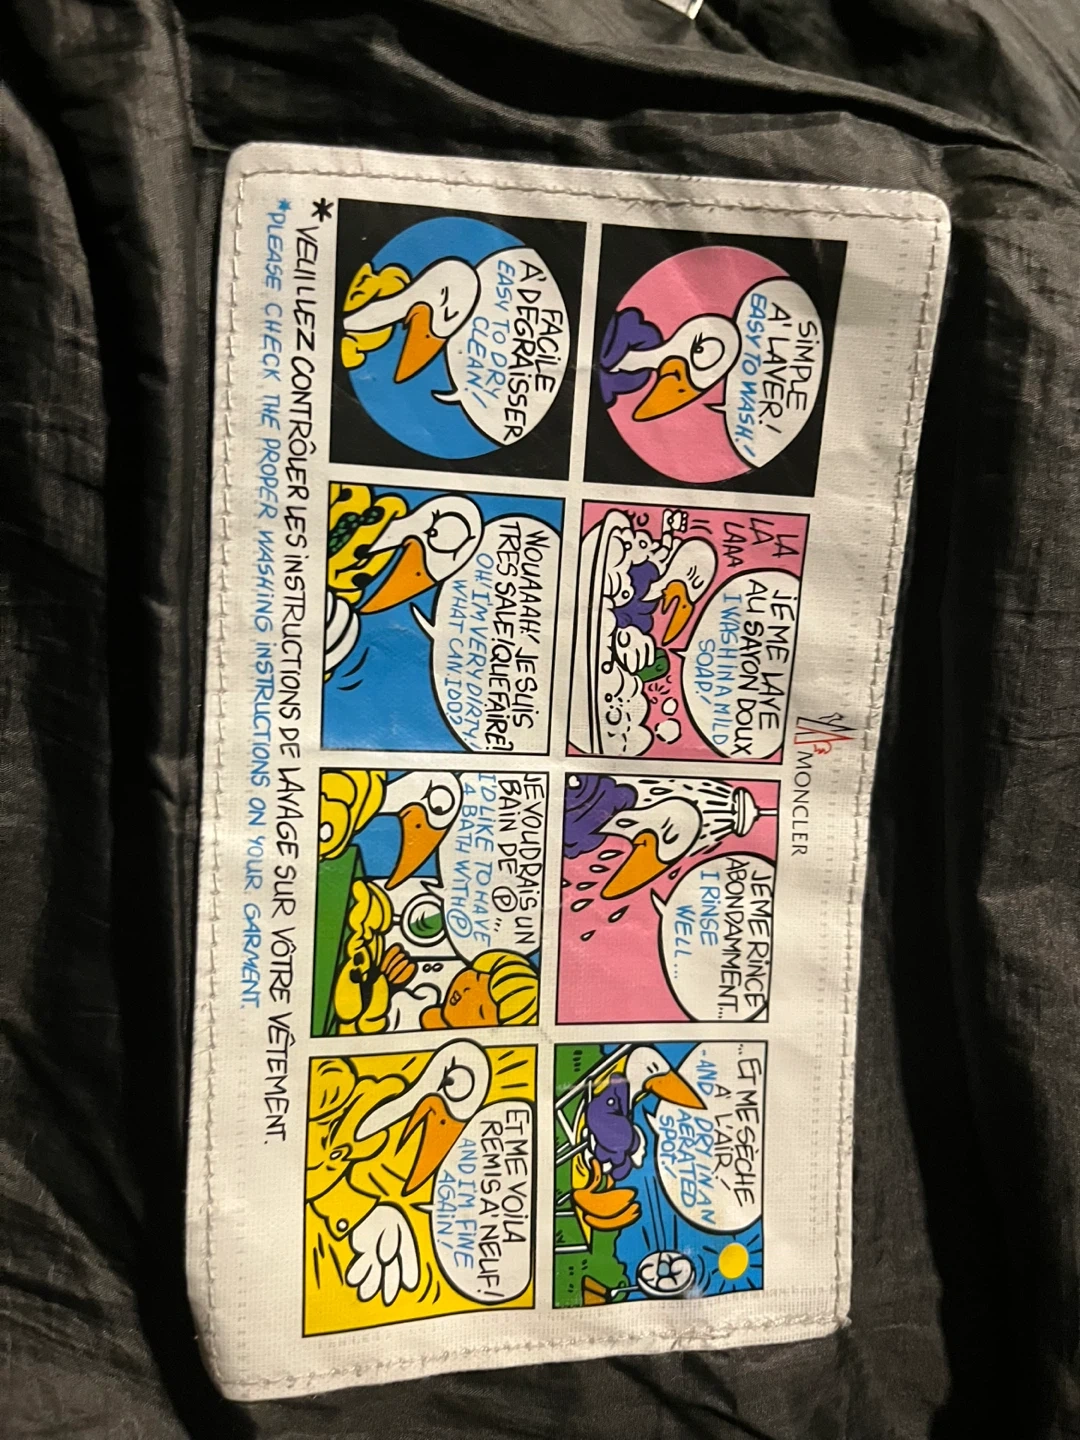 MONCLER
SiMPLE
A' LAVER!
EASY TO WASH!
LA
LA
LAAA
JE ME LAVE
AU SAVON DOUX
I WASH IN A MILD
SOAP!
JE ME RiNCE
ABONDAMMENT...
I RINSE
WELL...
...ET ME SÈCHE
A' L'AIR!
-AND DRY IN AN
AERATED
SPOT!
FACiLE
A' DÉGRAISSER
EASY TO DRY
CLEAN!
WOUAAAH! JE SUIS
TRES SALE! QUE FAiRE?
OH! I'M VERY DIRTY.
WHAT CAN I DO?
JE VOUDRAIS UN
BAIN DE Ⓟ...
I'D LIKE TO HAVE
A BATH WITH Ⓟ
ET ME VOiLA
REMIS A' NEUF!
AND I'M FINE
AGAIN!
* VEUILLEZ CONTRÔLER LES iNSTRUCTIONS DE LAVAGE SUR VÔTRE VÊTEMENT.
*PLEASE CHECK THE PROPER WASHING iNSTRUCTIONS ON YOUR GARMENT.